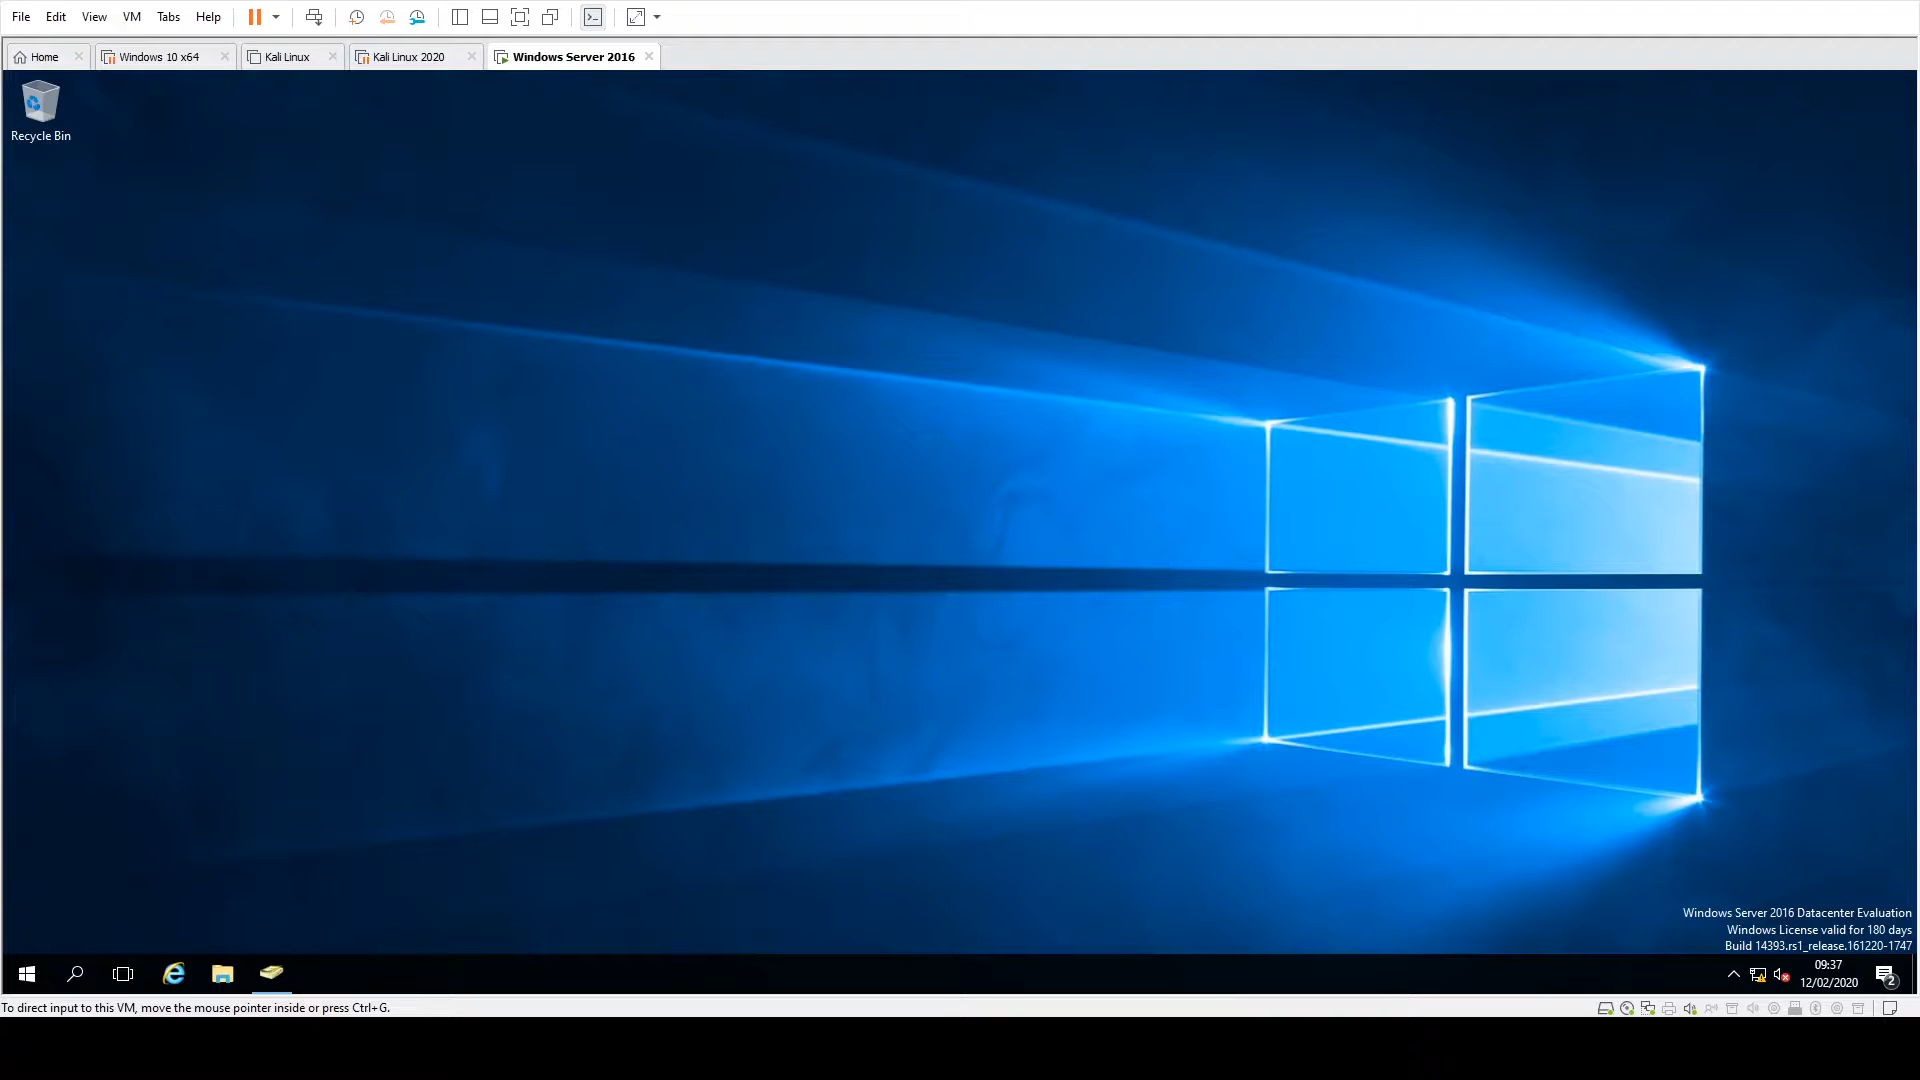 File Edit View VM Tabs Help
Home Windows 10 x64 Kali Linux Kali Linux 2020 Windows Server 2016
Recycle Bin
Windows Server 2016 Datacenter Evaluation
Windows License valid for 180 days
Build 14393.rs1_release.161220-1747
09:37
12/02/2020
2
To direct input to this VM, move the mouse pointer inside or press Ctrl+G.